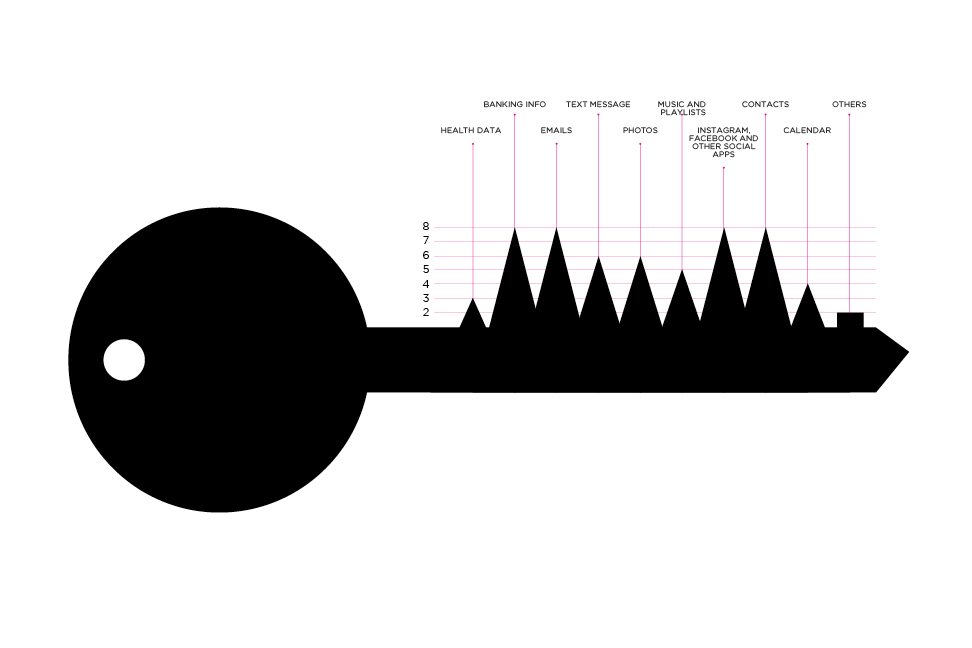 BANKING INFO
TEXT MESSAGE
MUSIC AND
PLAYLISTS
CONTACTS
OTHERS
HEALTH DATA
EMAILS
PHOTOS
INSTAGRAM,
FACEBOOK AND
OTHER SOCIAL
APPS
CALENDAR
8
7
6
5
4
3
2